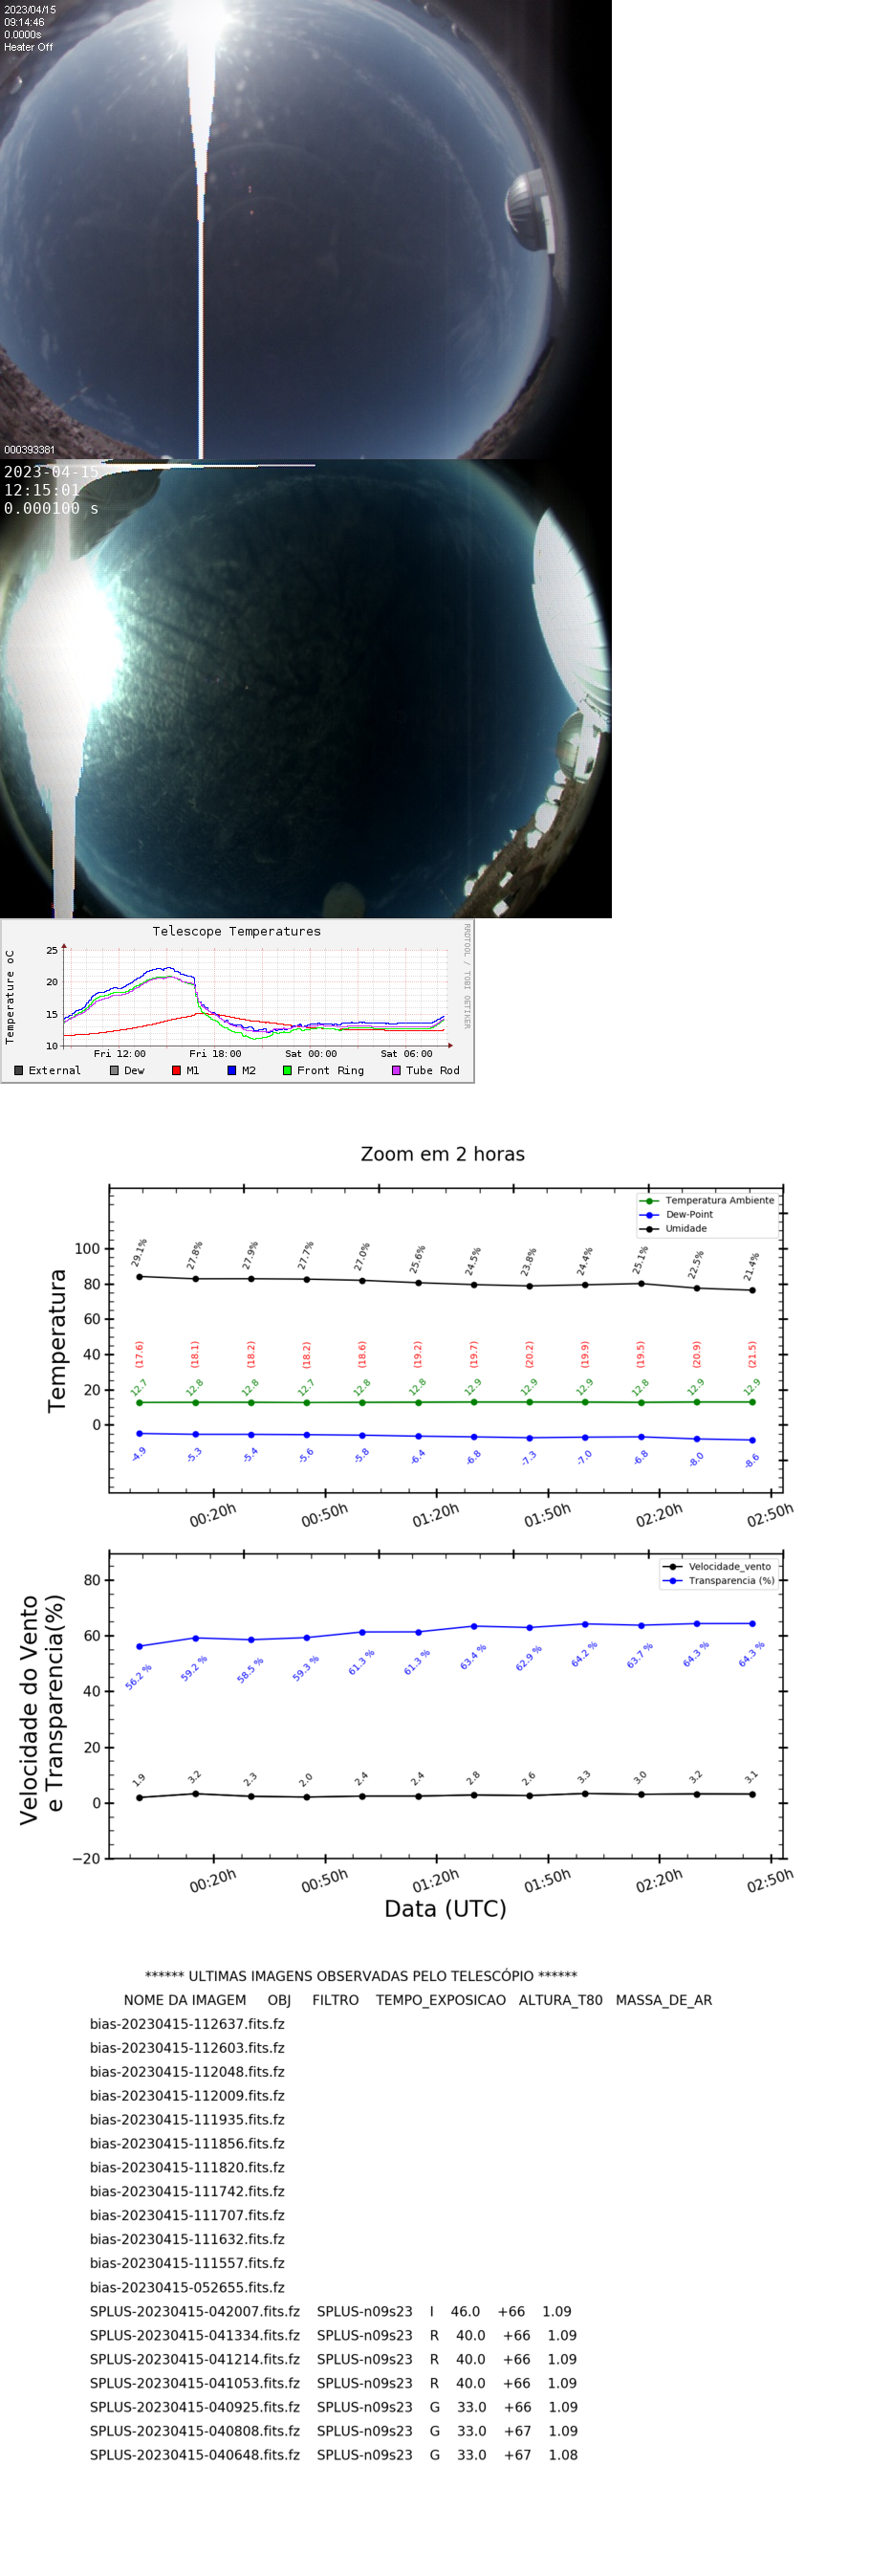 2023/04/15
09:14:46
0.0000s
Heater Off
000393381
2023-04-15
12:15:01
0.000100 s
Telescope Temperatures
RRDTOOL / TOBI OETIKER
Temperature oC
25
20
15
10
Fri 12:00 Fri 18:00 Sat 00:00 Sat 06:00
External Dew M1 M2 Front Ring Tube Rod
Zoom em 2 horas
Temperatura Ambiente
Dew-Point
Umidade
Temperatura
100
80
60
40
20
0
29.1% 27.8% 27.9% 27.7% 27.0% 25.6% 24.5% 23.8% 24.4% 25.1% 22.5% 21.4%
(17.6) (18.1) (18.2) (18.2) (18.6) (19.2) (19.7) (20.2) (19.9) (19.5) (20.9) (21.5)
12.7 12.8 12.8 12.7 12.8 12.8 12.9 12.9 12.9 12.8 12.9 12.9
-4.9 -5.3 -5.4 -5.6 -5.8 -6.4 -6.8 -7.3 -7.0 -6.8 -8.0 -8.6
00:20h 00:50h 01:20h 01:50h 02:20h 02:50h
Velocidade_vento
Transparencia (%)
Velocidade do Vento
e Transparencia(%)
80
60
40
20
0
−20
56.2 % 59.2 % 58.5 % 59.3 % 61.3 % 61.3 % 63.4 % 62.9 % 64.2 % 63.7 % 64.3 % 64.3 %
1.9 3.2 2.3 2.0 2.4 2.4 2.8 2.6 3.3 3.0 3.2 3.1
00:20h 00:50h 01:20h 01:50h 02:20h 02:50h
Data (UTC)
****** ULTIMAS IMAGENS OBSERVADAS PELO TELESCÓPIO ******
NOME DA IMAGEM OBJ FILTRO TEMPO_EXPOSICAO ALTURA_T80 MASSA_DE_AR
bias-20230415-112637.fits.fz
bias-20230415-112603.fits.fz
bias-20230415-112048.fits.fz
bias-20230415-112009.fits.fz
bias-20230415-111935.fits.fz
bias-20230415-111856.fits.fz
bias-20230415-111820.fits.fz
bias-20230415-111742.fits.fz
bias-20230415-111707.fits.fz
bias-20230415-111632.fits.fz
bias-20230415-111557.fits.fz
bias-20230415-052655.fits.fz
SPLUS-20230415-042007.fits.fz SPLUS-n09s23 I 46.0 +66 1.09
SPLUS-20230415-041334.fits.fz SPLUS-n09s23 R 40.0 +66 1.09
SPLUS-20230415-041214.fits.fz SPLUS-n09s23 R 40.0 +66 1.09
SPLUS-20230415-041053.fits.fz SPLUS-n09s23 R 40.0 +66 1.09
SPLUS-20230415-040925.fits.fz SPLUS-n09s23 G 33.0 +66 1.09
SPLUS-20230415-040808.fits.fz SPLUS-n09s23 G 33.0 +67 1.09
SPLUS-20230415-040648.fits.fz SPLUS-n09s23 G 33.0 +67 1.08